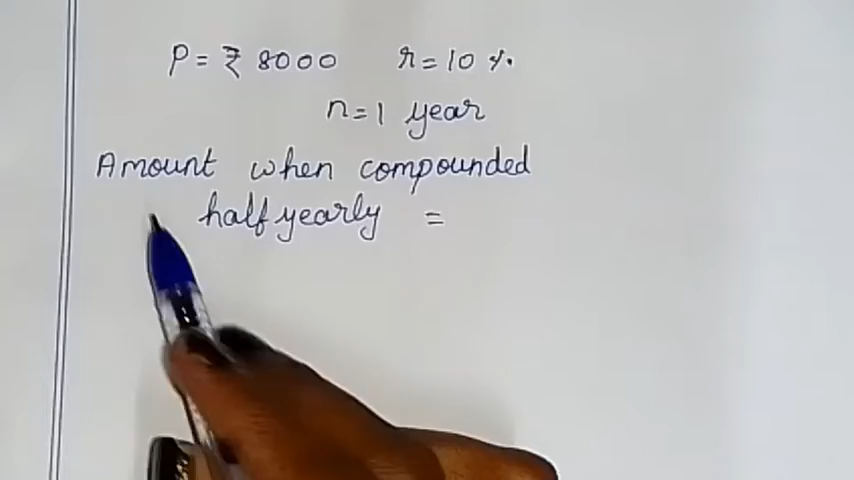 P = ₹ 8000 r = 10 %.
n = 1 year
Amount when compounded
half yearly =